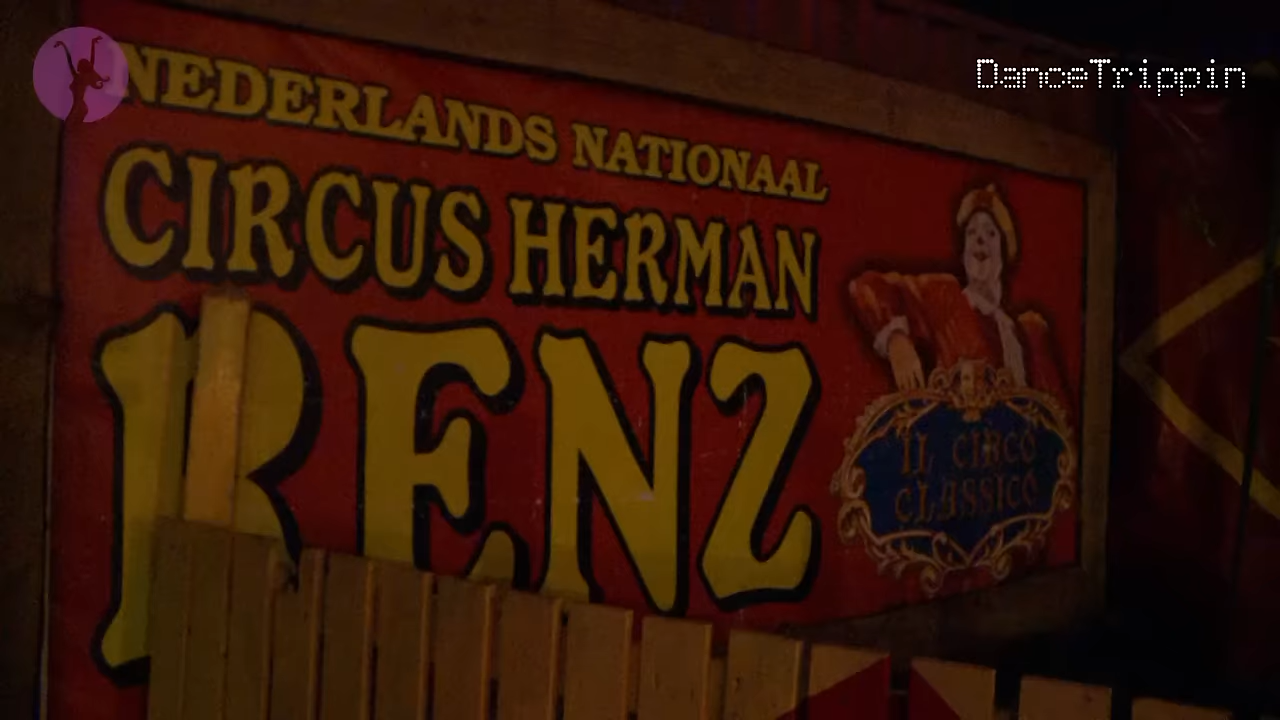 DanceTrippin
NEDERLANDS NATIONAAL
CIRCUS HERMAN
RENZ
IL CIRCO
CLASSICO